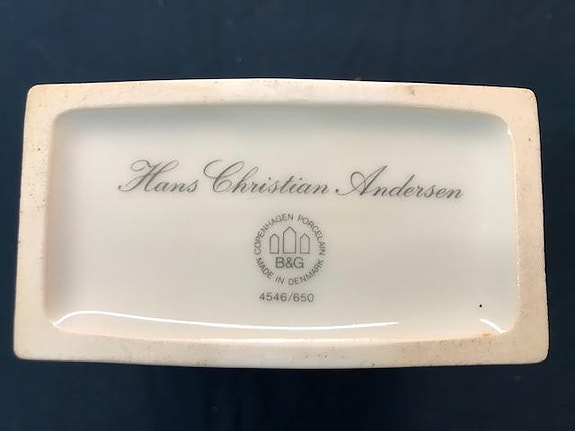 Hans Christian Andersen
COPENHAGEN PORCELAIN
B&G
MADE IN DENMARK
4546/650